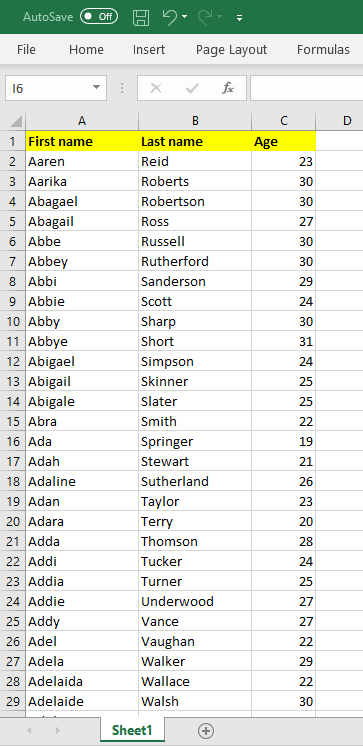 AutoSave Off
File Home Insert Page Layout Formulas
I6 fx
A B C D
1 First name Last name Age
2 Aaren Reid 23
3 Aarika Roberts 30
4 Abagael Robertson 30
5 Abagail Ross 27
6 Abbe Russell 30
7 Abbey Rutherford 30
8 Abbi Sanderson 29
9 Abbie Scott 24
10 Abby Sharp 30
11 Abbye Short 31
12 Abigael Simpson 24
13 Abigail Skinner 25
14 Abigale Slater 25
15 Abra Smith 22
16 Ada Springer 19
17 Adah Stewart 21
18 Adaline Sutherland 26
19 Adan Taylor 23
20 Adara Terry 20
21 Adda Thomson 28
22 Addi Tucker 24
23 Addia Turner 25
24 Addie Underwood 27
25 Addy Vance 27
26 Adel Vaughan 22
27 Adela Walker 29
28 Adelaida Wallace 22
29 Adelaide Walsh 30
Sheet1